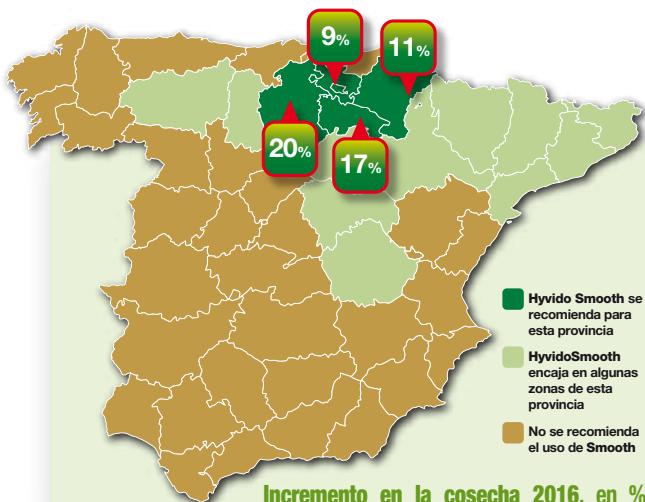 9%
11%
20%
17%
Hyvido Smooth se
recomienda para
esta provincia
HyvidoSmooth
encaja en algunas
zonas de esta
provincia
No se recomienda
el uso de Smooth
Incremento en la cosecha 2016, en %